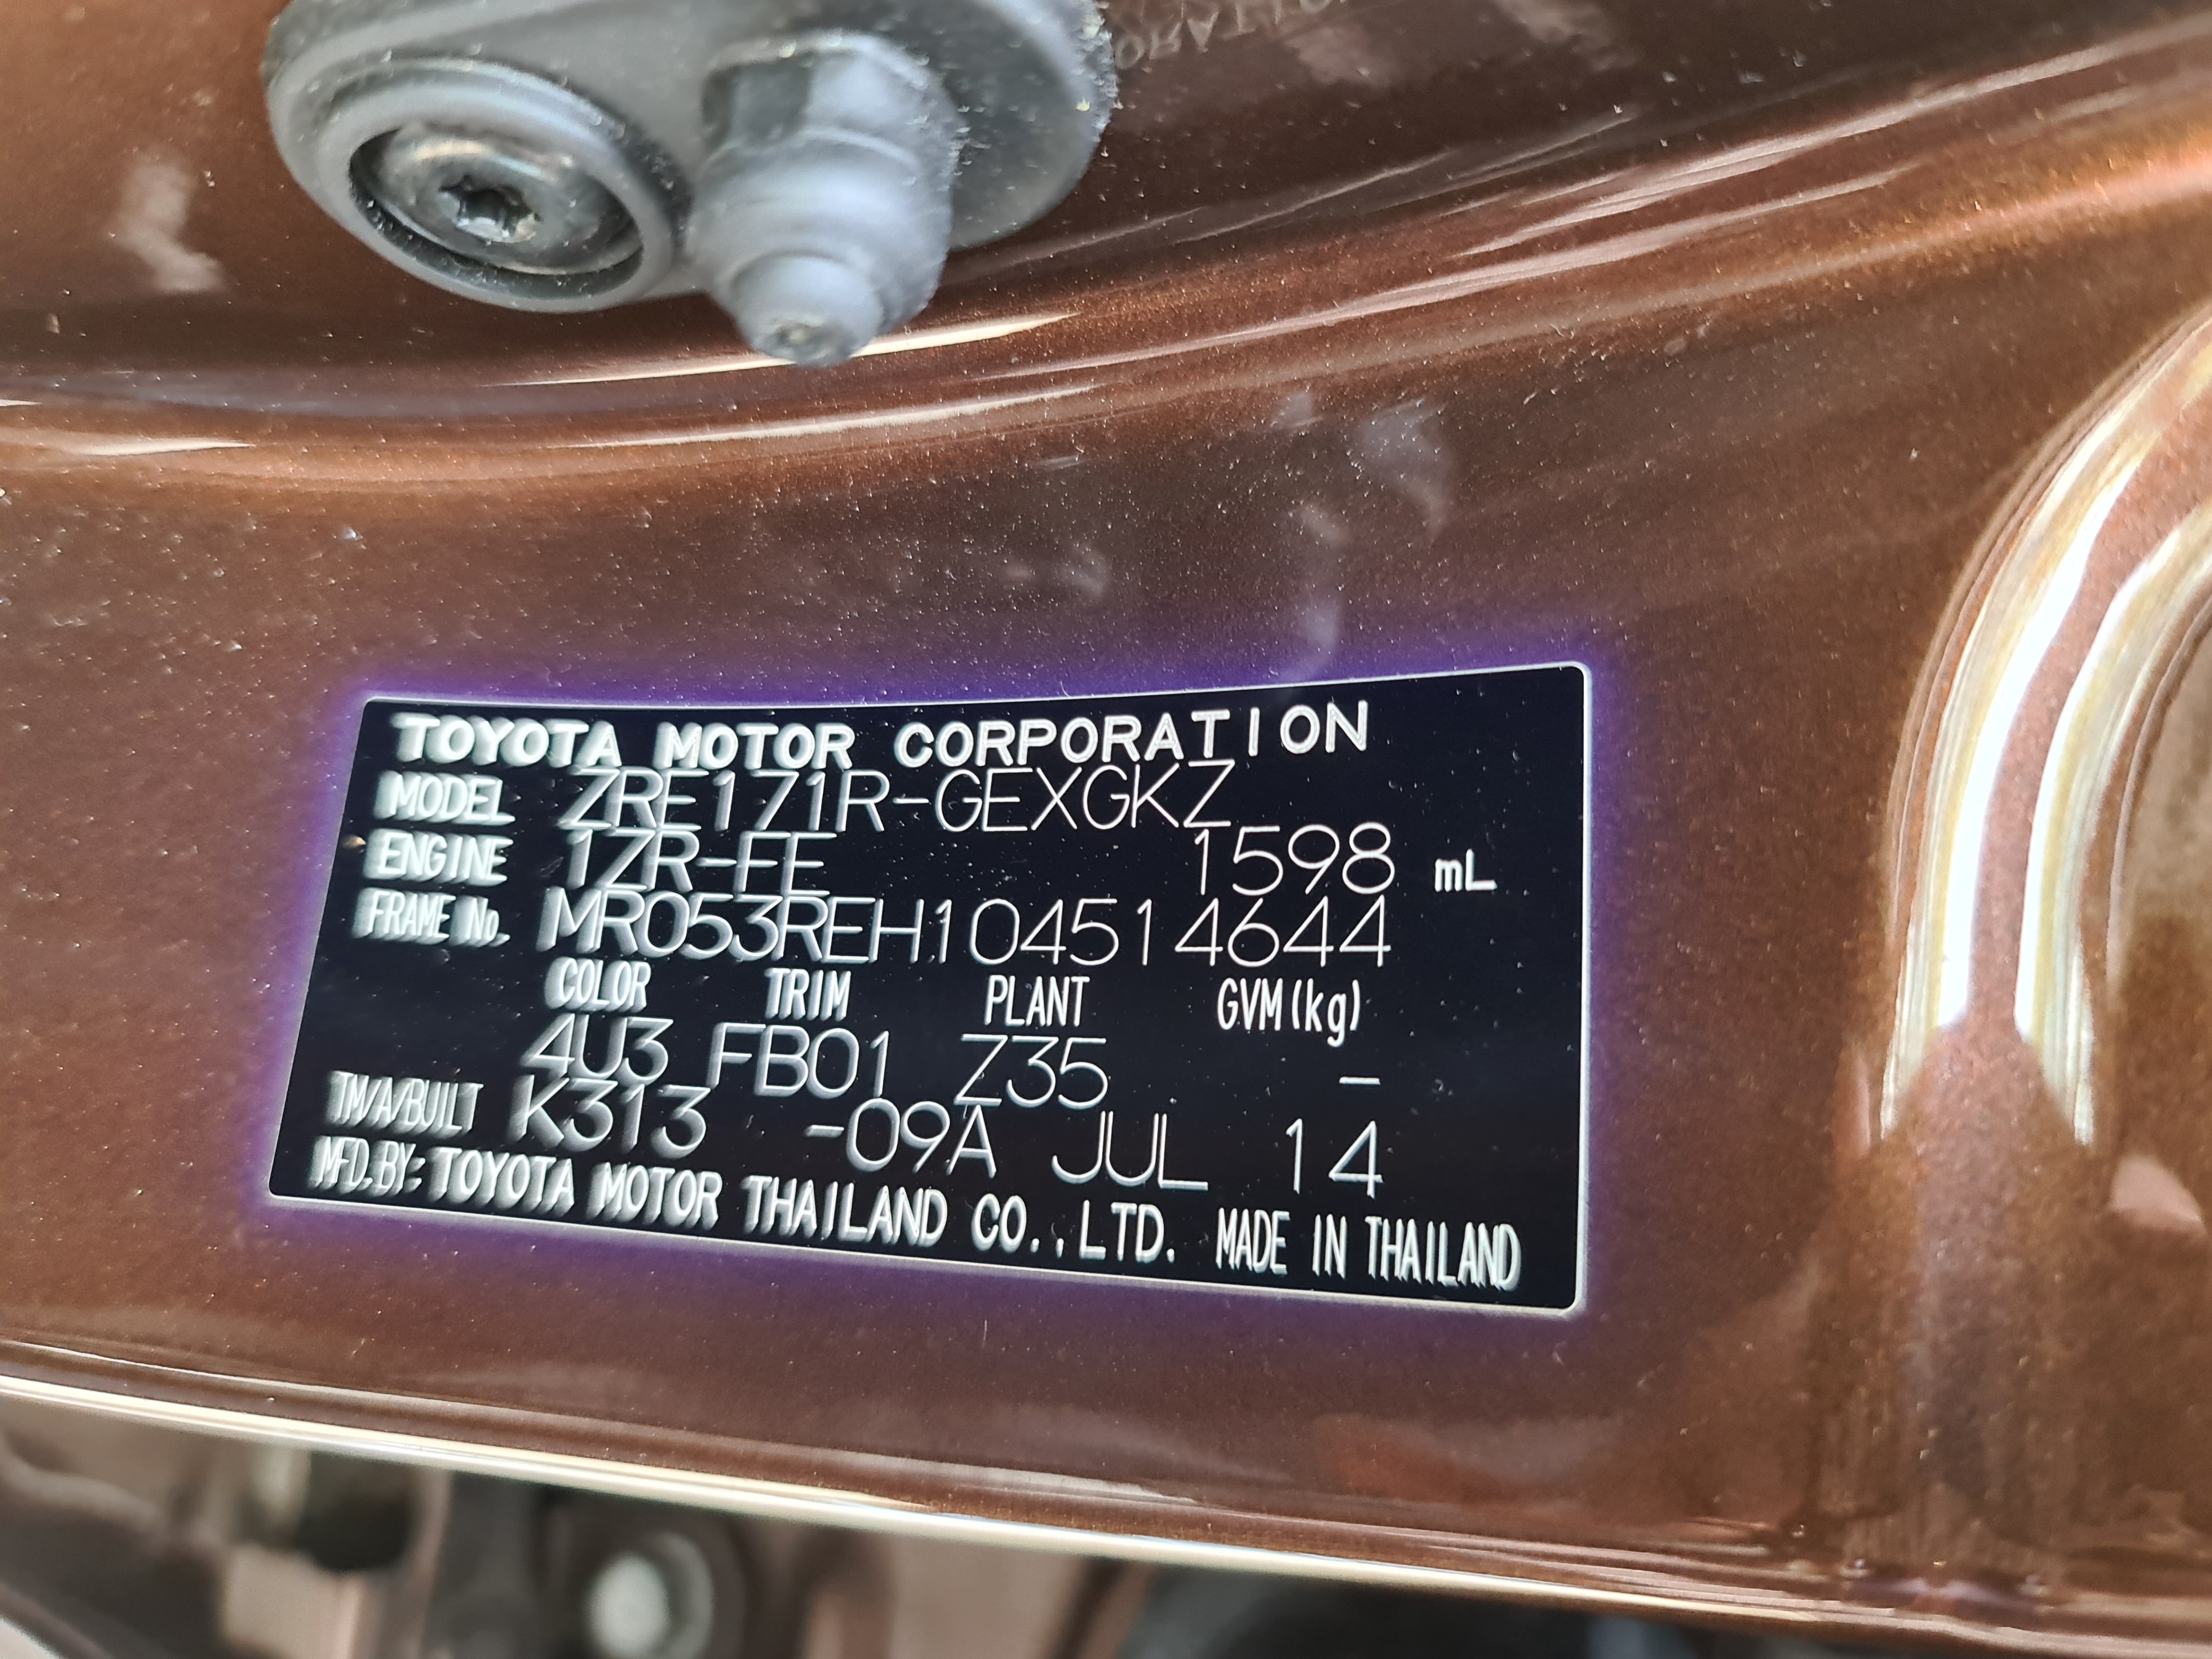 TOYOTA MOTOR CORPORATION
MODEL ZRE171R-GEXGKZ
ENGINE 1ZR-FE 1598 mL
FRAME No. MR053REH104514644
COLOR TRIM PLANT GVM(kg)
4U3 FB01 Z35 -
TM/A/BUILT K313 -09A JUL 14
MFD.BY: TOYOTA MOTOR THAILAND CO.,LTD. MADE IN THAILAND